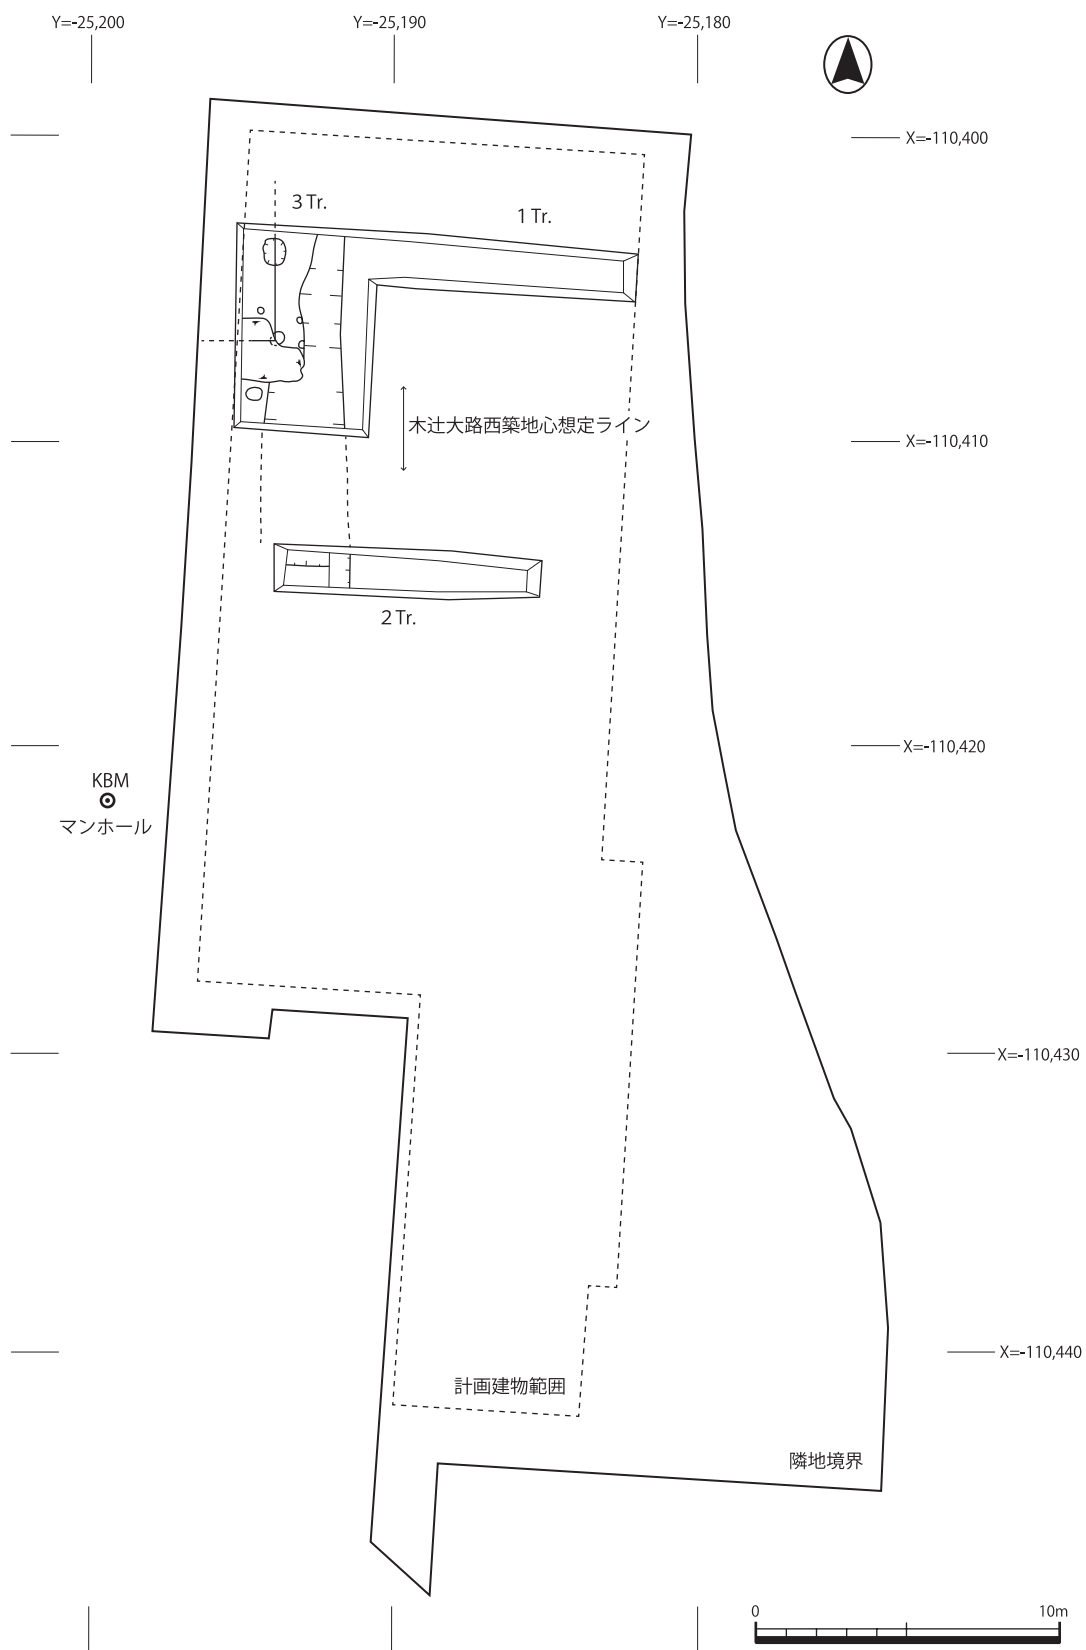 Y=-25,200
Y=-25,190
Y=-25,180
X=-110,400
3 Tr.
1 Tr.
木辻大路西築地心想定ライン
X=-110,410
2 Tr.
X=-110,420
KBM
マンホール
X=-110,430
X=-110,440
計画建物範囲
隣地境界
0
10m